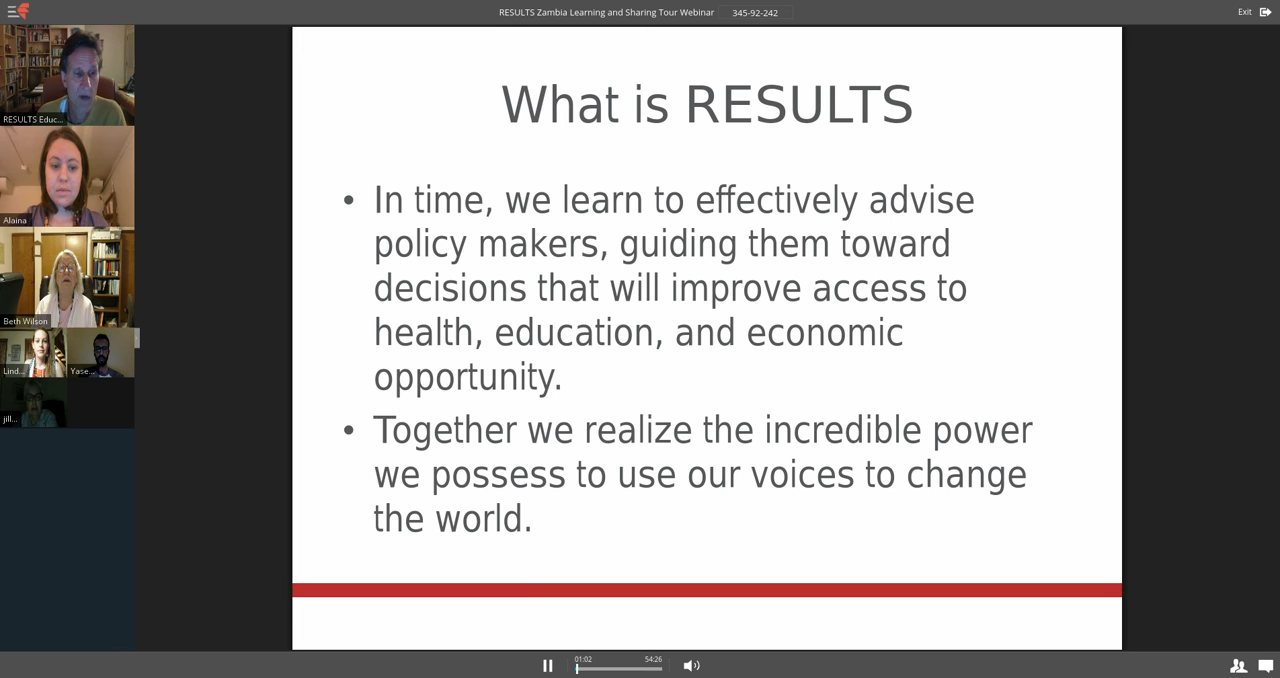 RESULTS Zambia Learning and Sharing Tour Webinar
345-92-242
Exit
RESULTS Educ...
Alaina
Beth Wilson
Lind...
Yase...
jill...
What is RESULTS
• In time, we learn to effectively advise
policy makers, guiding them toward
decisions that will improve access to
health, education, and economic
opportunity.
• Together we realize the incredible power
we possess to use our voices to change
the world.
01:02
54:26